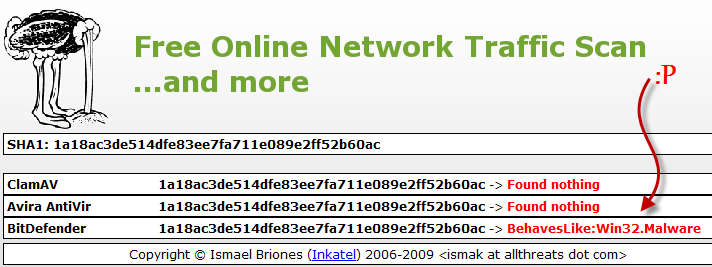 Free Online Network Traffic Scan
...and more
:P
SHA1: 1a18ac3de514dfe83ee7fa711e089e2ff52b60ac
ClamAV 1a18ac3de514dfe83ee7fa711e089e2ff52b60ac -> Found nothing
Avira AntiVir 1a18ac3de514dfe83ee7fa711e089e2ff52b60ac -> Found nothing
BitDefender 1a18ac3de514dfe83ee7fa711e089e2ff52b60ac -> BehavesLike:Win32.Malware
Copyright © Ismael Briones (Inkatel) 2006-2009 <ismak at allthreats dot com>